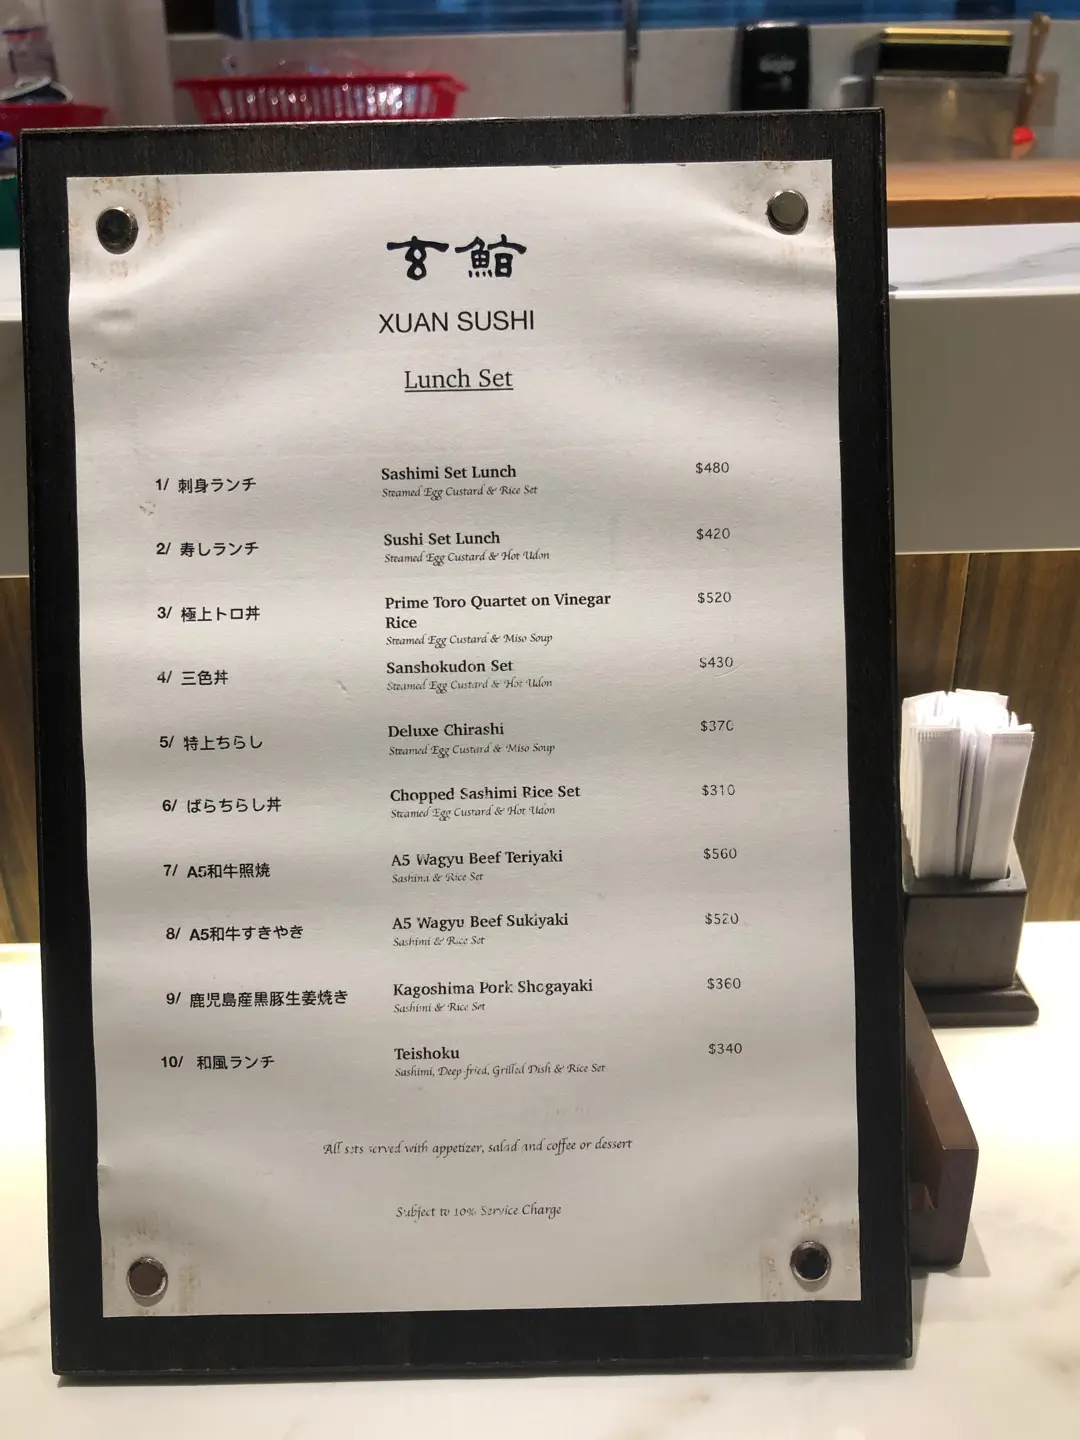 玄鮨
XUAN SUSHI
Lunch Set
1/ 刺身ランチ Sashimi Set Lunch $480
Steamed Egg Custard & Rice Set
2/ 寿しランチ Sushi Set Lunch $420
Steamed Egg Custard & Hot Udon
3/ 極上トロ丼 Prime Toro Quartet on Vinegar $520
Rice
Steamed Egg Custard & Miso Soup
4/ 三色丼 Sanshokudon Set $430
Steamed Egg Custard & Hot Udon
5/ 特上ちらし Deluxe Chirashi $370
Steamed Egg Custard & Miso Soup
6/ ばらちらし丼 Chopped Sashimi Rice Set $310
Steamed Egg Custard & Hot Udon
7/ A5和牛照焼 A5 Wagyu Beef Teriyaki $560
Sashimi & Rice Set
8/ A5和牛すきやき A5 Wagyu Beef Sukiyaki $520
Sashimi & Rice Set
9/ 鹿児島産黒豚生姜焼き Kagoshima Pork Shogayaki $360
Sashimi & Rice Set
10/ 和風ランチ Teishoku $340
Sashimi, Deep fried, Grilled Dish & Rice Set
All sets served with appetizer, salad and coffee or dessert
Subject to 10% Service Charge